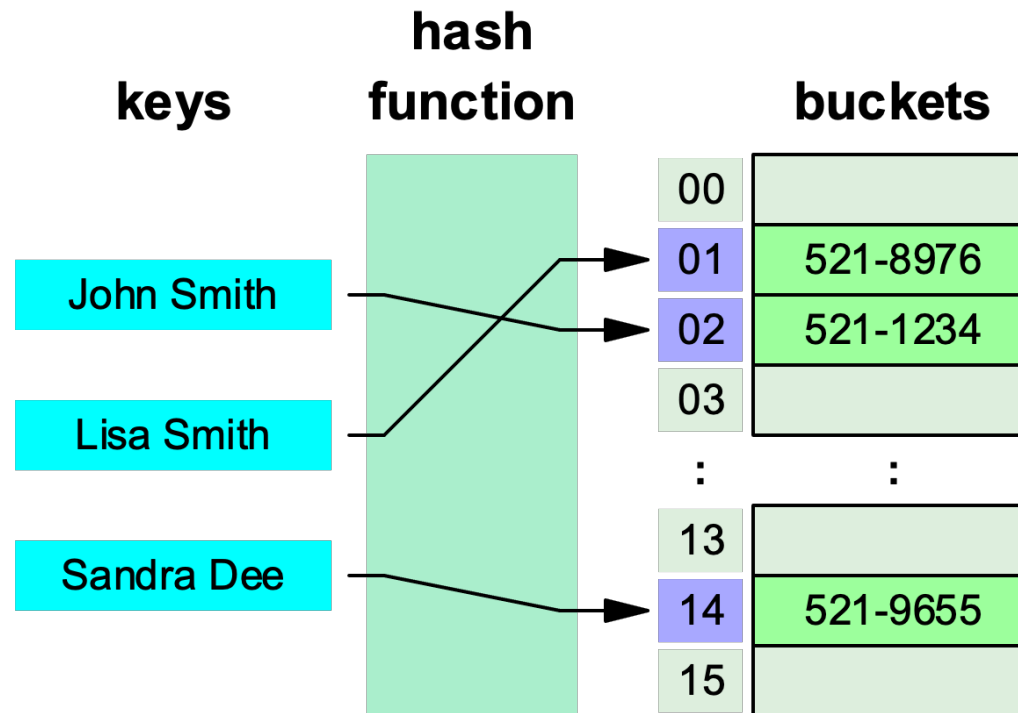 hash
keys function buckets
00
01 521-8976
John Smith
02 521-1234
03
Lisa Smith
: :
13
Sandra Dee
14 521-9655
15